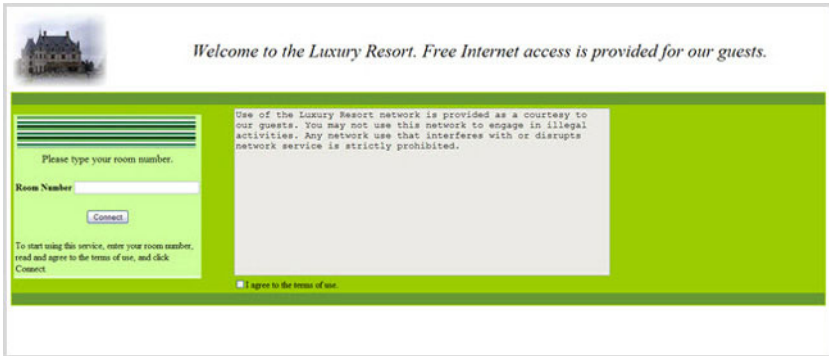 Welcome to the Luxury Resort. Free Internet access is provided for our guests.
Please type your room number.
Room Number
Connect
To start using this service, enter your room number,
read and agree to the terms of use, and click
Connect
Use of the Luxury Resort network is provided as a courtesy to
our guests. You may not use this network to engage in illegal
activities. Any network use that interferes with or disrupts
network service is strictly prohibited.
I agree to the terms of use.